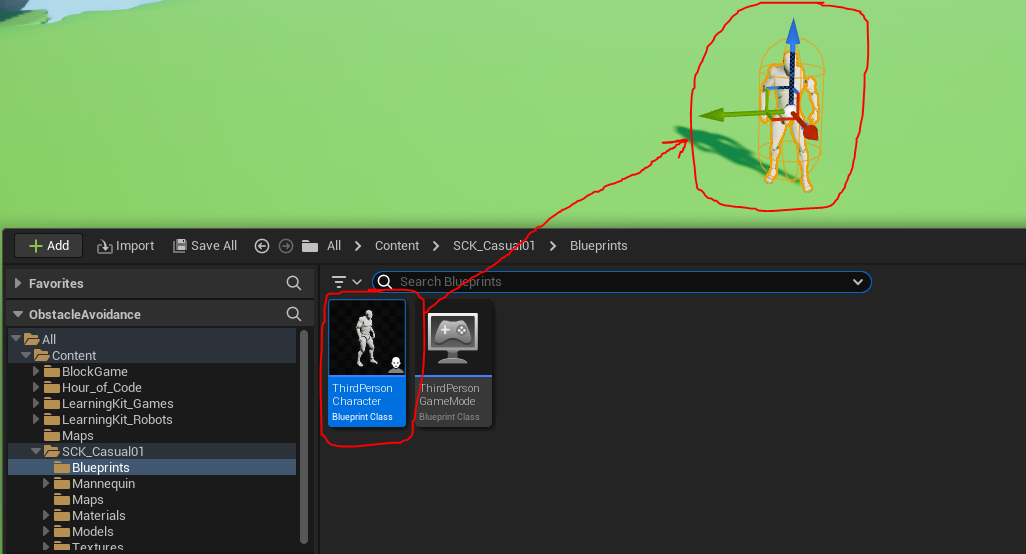 Add
Import
Save All
All
Content
SCK_Casual01
Blueprints
Favorites
Search Blueprints
ObstacleAvoidance
All
Content
BlockGame
Hour_of_Code
LearningKit_Games
LearningKit_Robots
Maps
SCK_Casual01
Blueprints
Mannequin
Maps
Materials
Models
Textures
ThirdPerson
Character
Blueprint Class
ThirdPerson
GameMode
Blueprint Class